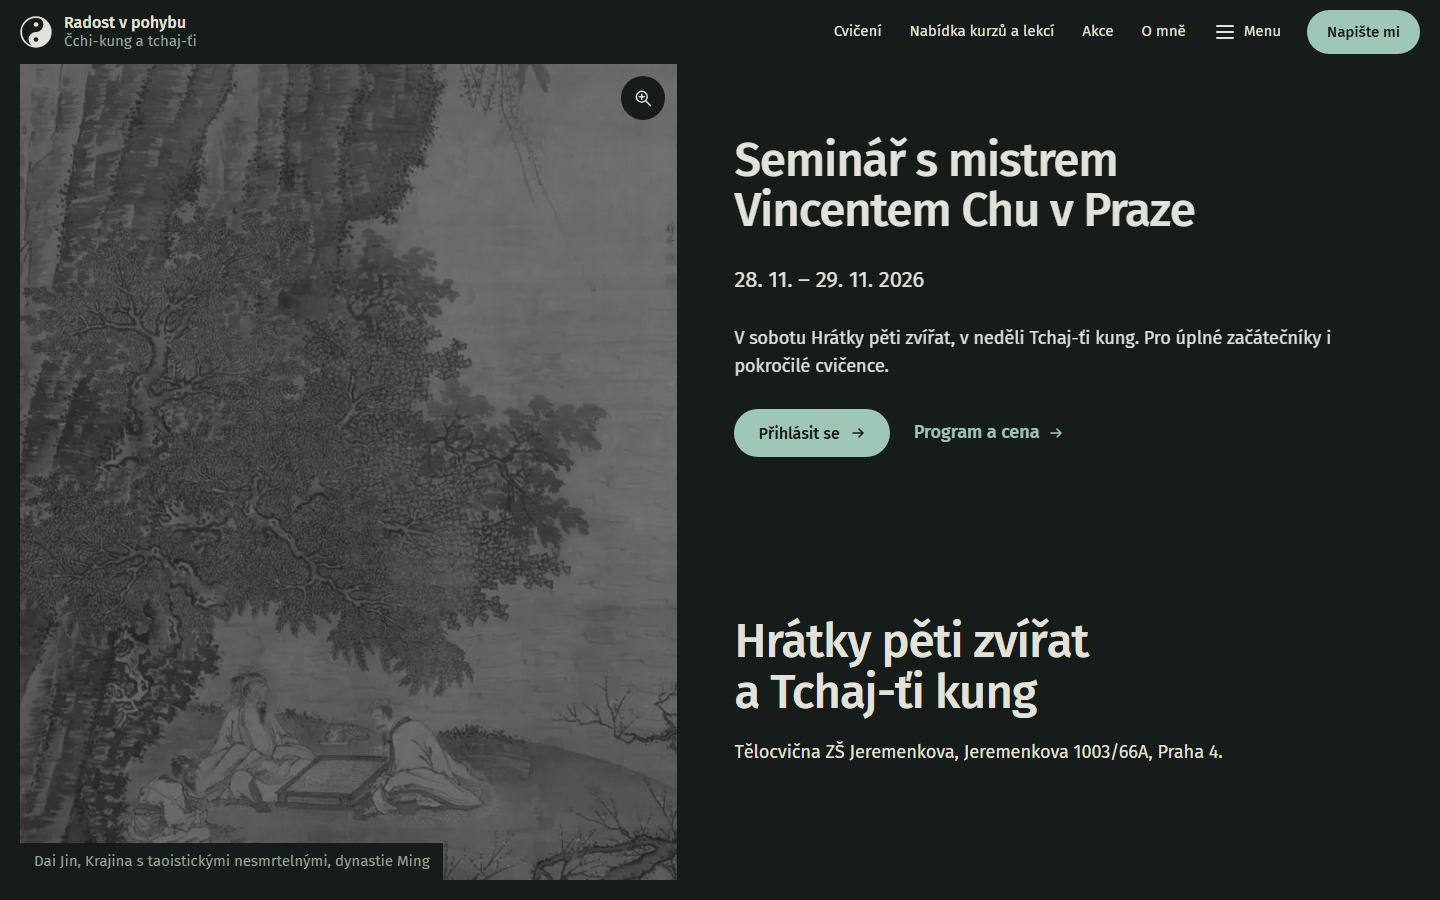 Radost v pohybu
Čchi-kung a tchaj-ťi
Cvičení
Nabídka kurzů a lekcí
Akce
O mně
Menu
Napište mi
Seminář s mistrem
Vincentem Chu v Praze
28. 11. – 29. 11. 2026
V sobotu Hrátky pěti zvířat, v neděli Tchaj-ťi kung. Pro úplné začátečníky i
pokročilé cvičence.
Přihlásit se →
Program a cena →
Hrátky pěti zvířat
a Tchaj-ťi kung
Tělocvična ZŠ Jeremenkova, Jeremenkova 1003/66A, Praha 4.
Dai Jin, Krajina s taoistickými nesmrtelnými, dynastie Ming